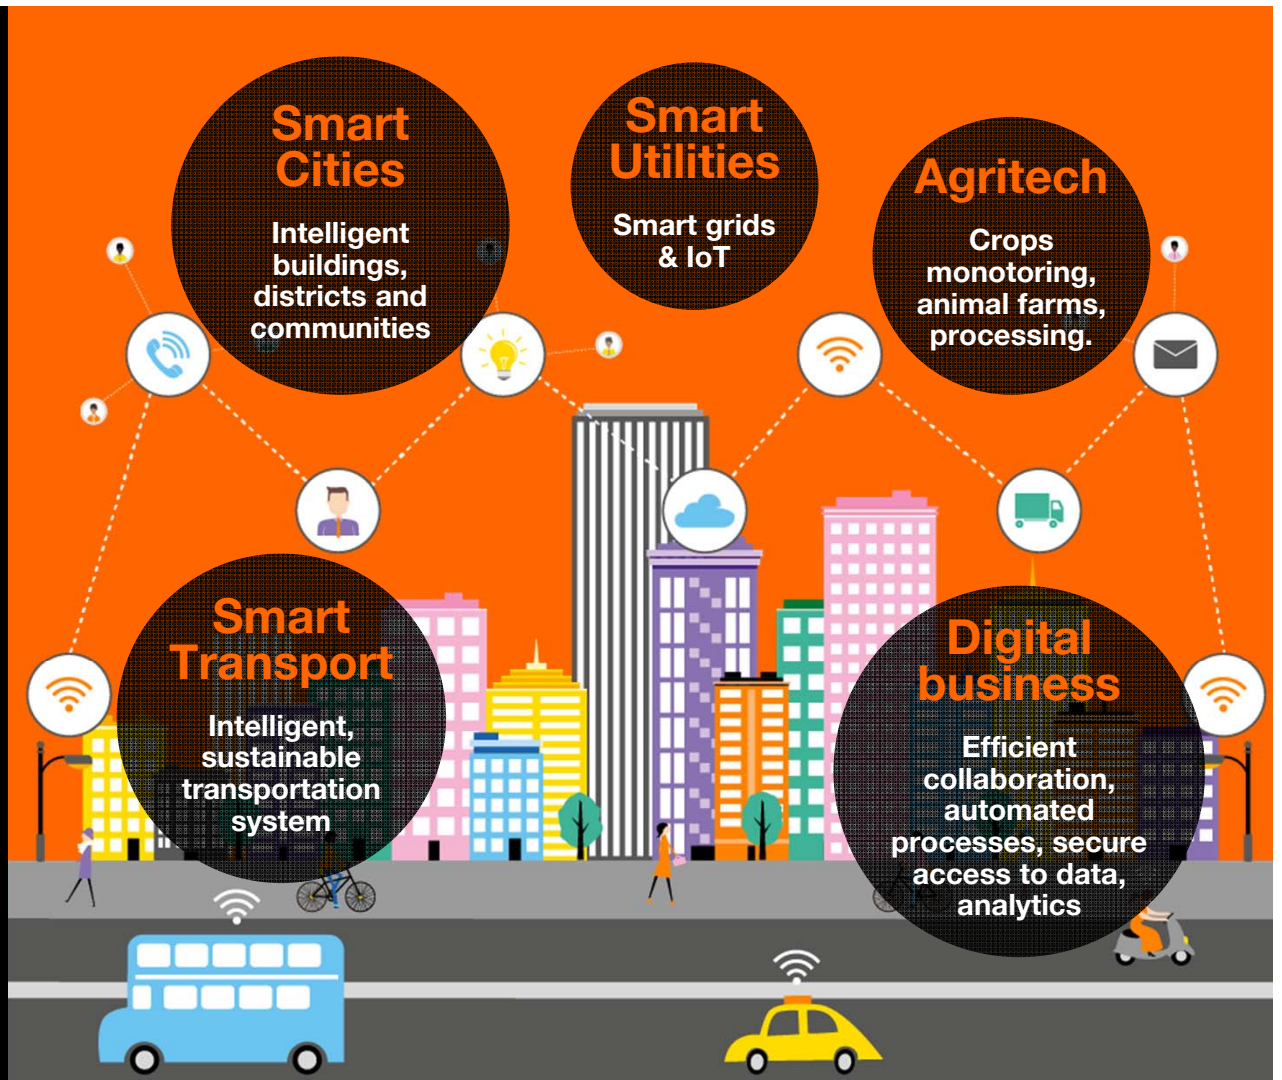 Smart
Cities
Intelligent
buildings,
districts and
communities
Smart
Utilities
Smart grids
& IoT
Agritech
Crops
monotoring,
animal farms,
processing.
Smart
Transport
Intelligent,
sustainable
transportation
system
Digital
business
Efficient
collaboration,
automated
processes, secure
access to data,
analytics